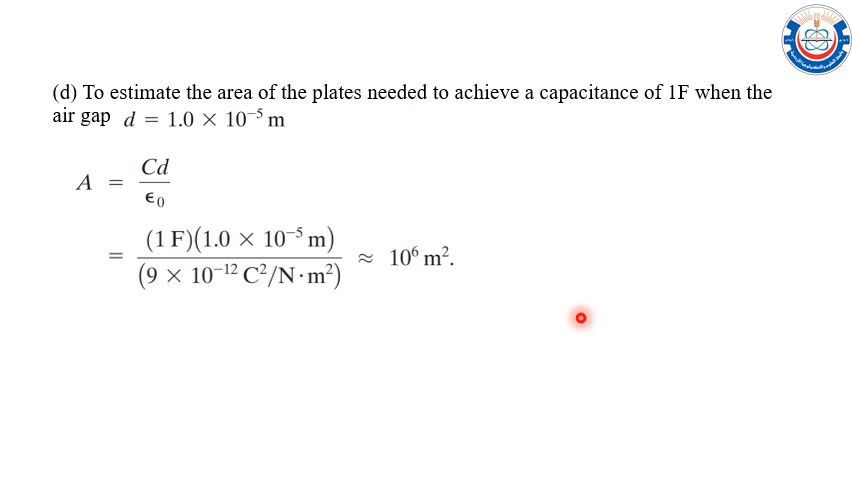 (d) To estimate the area of the plates needed to achieve a capacitance of 1F when the
air gap d = 1.0 × 10⁻⁵ m
A = Cd / ϵ₀
= (1 F)(1.0 × 10⁻⁵ m) / (9 × 10⁻¹² C²/N·m²) ≈ 10⁶ m².